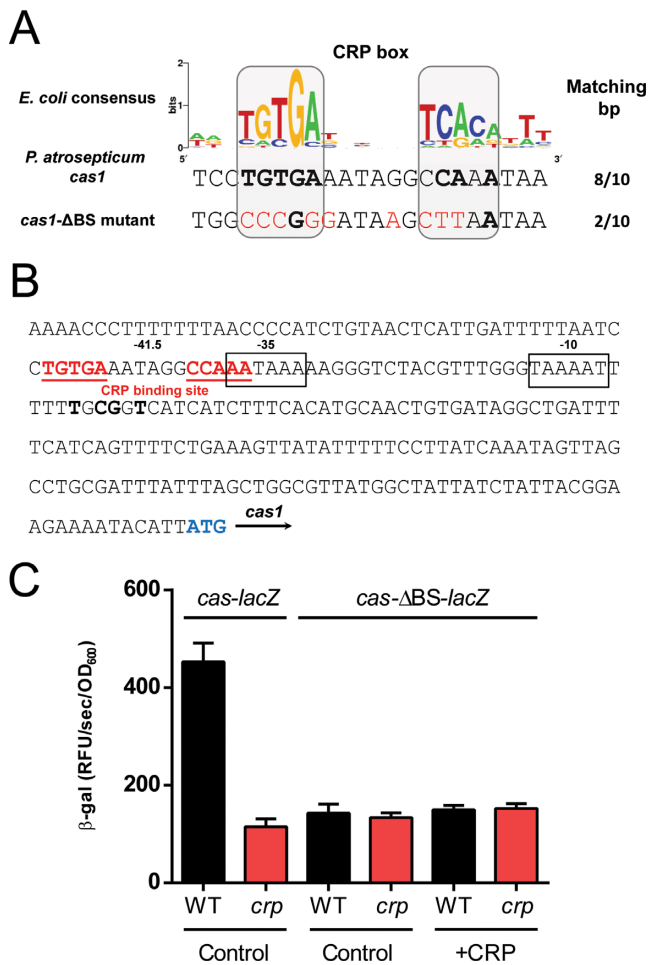 A
CRP box
Matching bp
E. coli consensus
bits
2
1
0
5'
3'
P. atrosepticum cas1
TCCTGTGAAATAGGCCAAATAA
8/10
cas1-ΔBS mutant
TGGCCCGGGATAAGCTTAATAA
2/10
B
AAAACCCTTTTTTTAACCCCATCTGTAACTCATTGATTTTTAATC
-41.5 -35 -10
CTGTGAAATAGGCCAAATAAAAAGGGTCTACGTTTGGGTAAAATT
CRP binding site
TTTTGCGGTCATCATCTTTCACATGCAACTGTGATAGGCTGATTT
TCATCAGTTTTCTGAAAGTTATATTTTTCCTTATCAAATAGTTAG
CCTGCGATTTATTTAGCTGGCGTTATGGCTATTATCTATTACGGA
AGAAAATACATTATG cas1
C
cas-lacZ cas-ΔBS-lacZ
β-gal (RFU/sec/OD600)
600
400
200
0
WT crp WT crp WT crp
Control Control +CRP